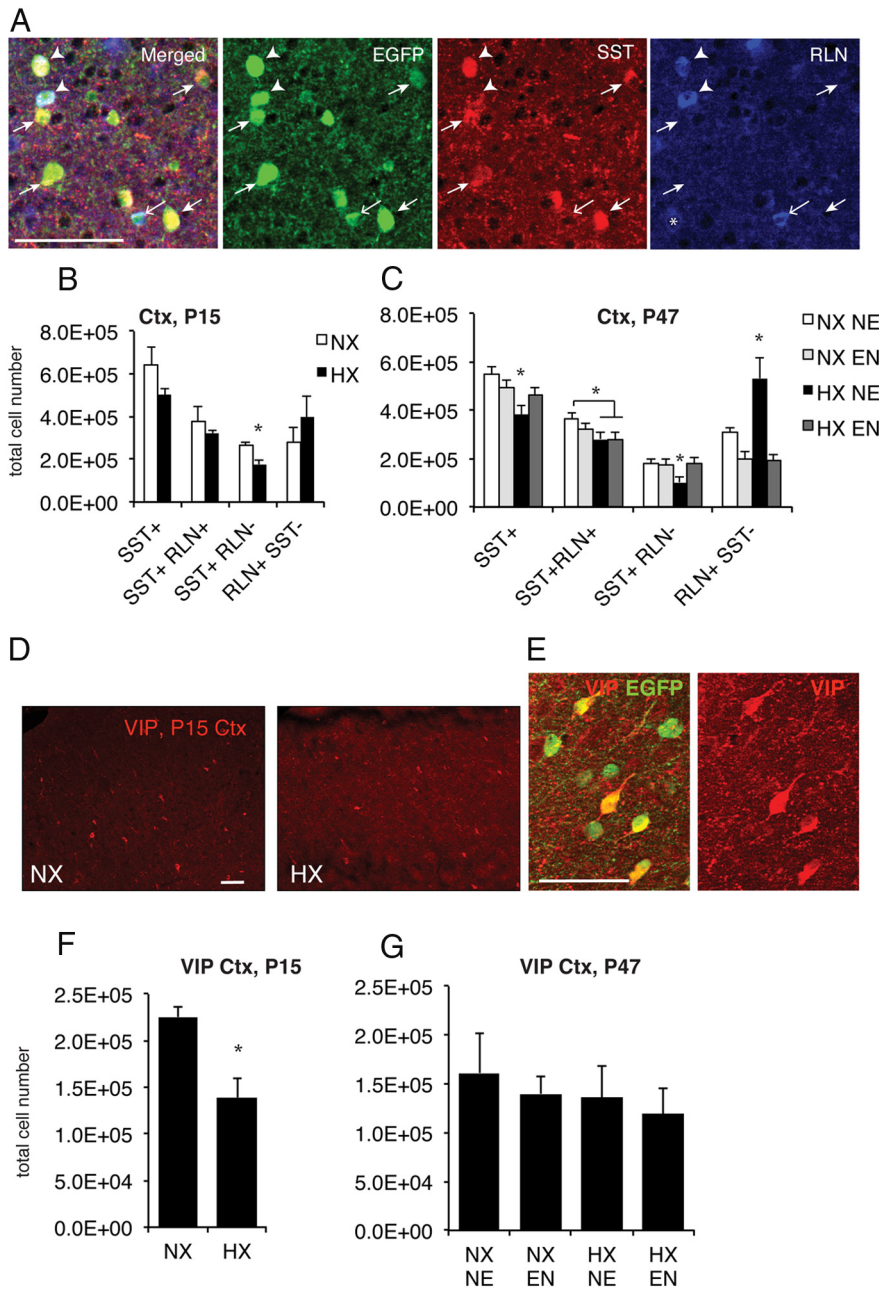 A
Merged
EGFP
SST
RLN
*
B
Ctx, P15
8.0E+05
6.0E+05
4.0E+05
2.0E+05
0.0E+00
total cell number
NX
HX
*
SST+
SST+ RLN+
SST+ RLN-
RLN+ SST-
C
Ctx, P47
8.0E+05
6.0E+05
4.0E+05
2.0E+05
0.0E+00
NX NE
NX EN
HX NE
HX EN
*
*
*
*
SST+
SST+RLN+
SST+ RLN-
RLN+ SST-
D
VIP, P15 Ctx
NX
HX
E
VIP EGFP
VIP
F
VIP Ctx, P15
2.5E+05
2.0E+05
1.5E+05
1.0E+05
5.0E+04
0.0E+00
total cell number
*
NX
HX
G
VIP Ctx, P47
2.5E+05
2.0E+05
1.5E+05
1.0E+05
5.0E+04
0.0E+00
NX NE
NX EN
HX NE
HX EN